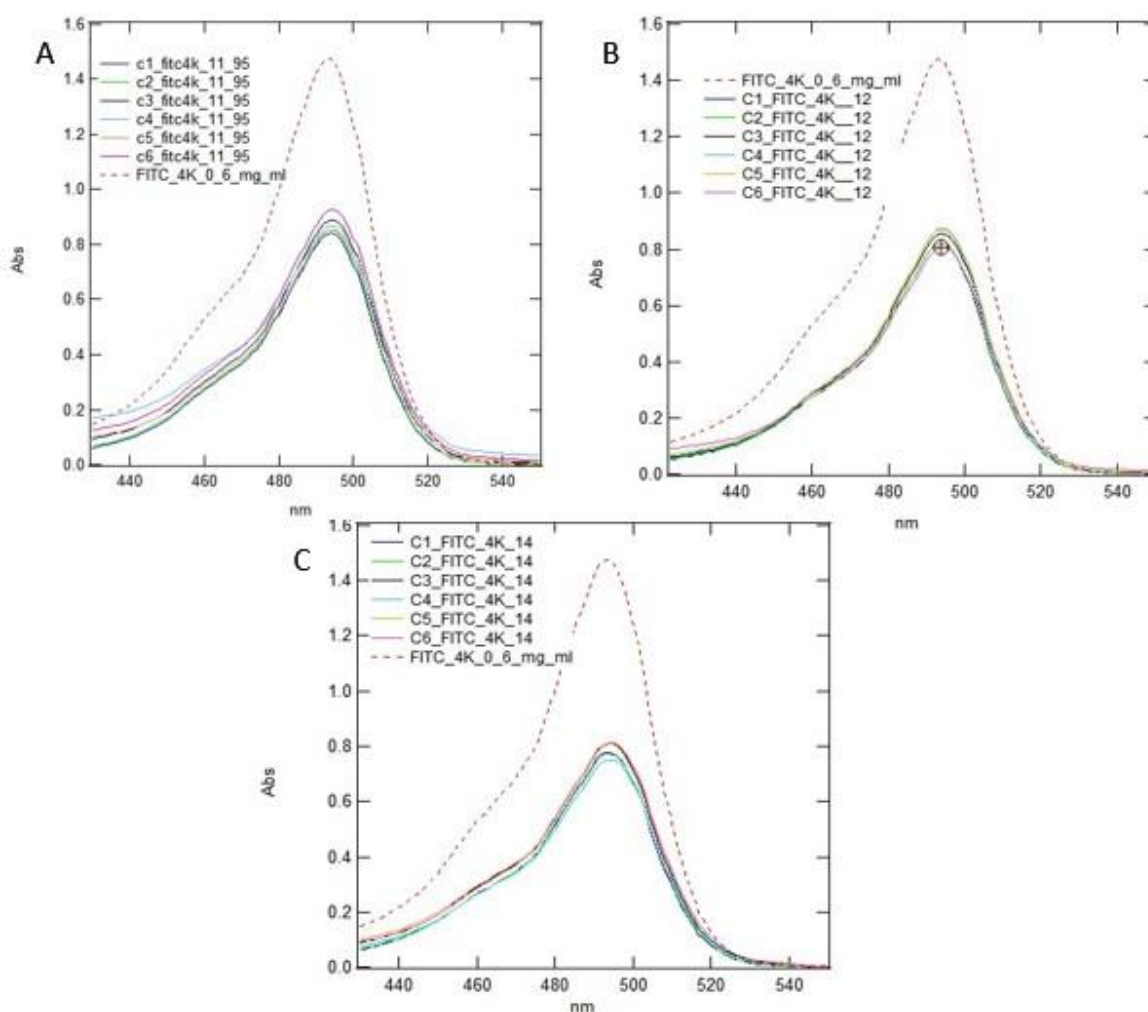 A
1.6
1.4
1.2
1.0
0.8
0.6
0.4
0.2
0.0
Abs
c1_fitc4k_11_95
c2_fitc4k_11_95
c3_fitc4k_11_95
c4_fitc4k_11_95
c5_fitc4k_11_95
c6_fitc4k_11_95
FITC_4K_0_6_mg_ml
440 460 480 500 520 540
nm
B
1.6
1.4
1.2
1.0
0.8
0.6
0.4
0.2
0.0
Abs
FITC_4K_0_6_mg_ml
C1_FITC_4K__12
C2_FITC_4K__12
C3_FITC_4K__12
C4_FITC_4K__12
C5_FITC_4K__12
C6_FITC_4K__12
440 460 480 500 520 540
nm
C
1.6
1.4
1.2
1.0
0.8
0.6
0.4
0.2
0.0
Abs
C1_FITC_4K_14
C2_FITC_4K_14
C3_FITC_4K_14
C4_FITC_4K_14
C5_FITC_4K_14
C6_FITC_4K_14
FITC_4K_0_6_mg_ml
440 460 480 500 520 540
nm